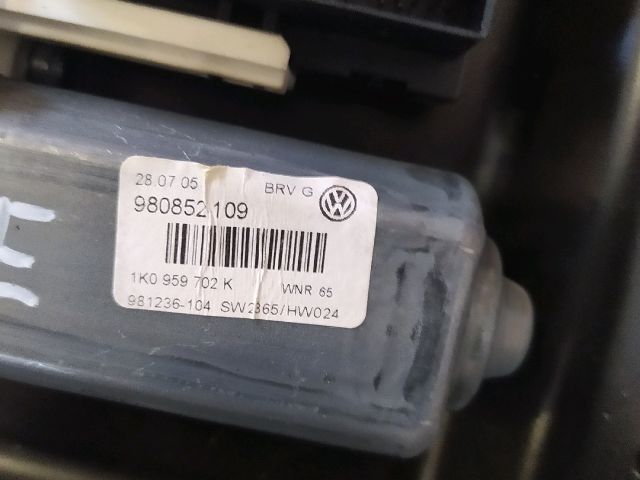 28.07.05 BRV G
980852109
1K0 959 702 K WNR 65
981236-104 SW2365/HW024